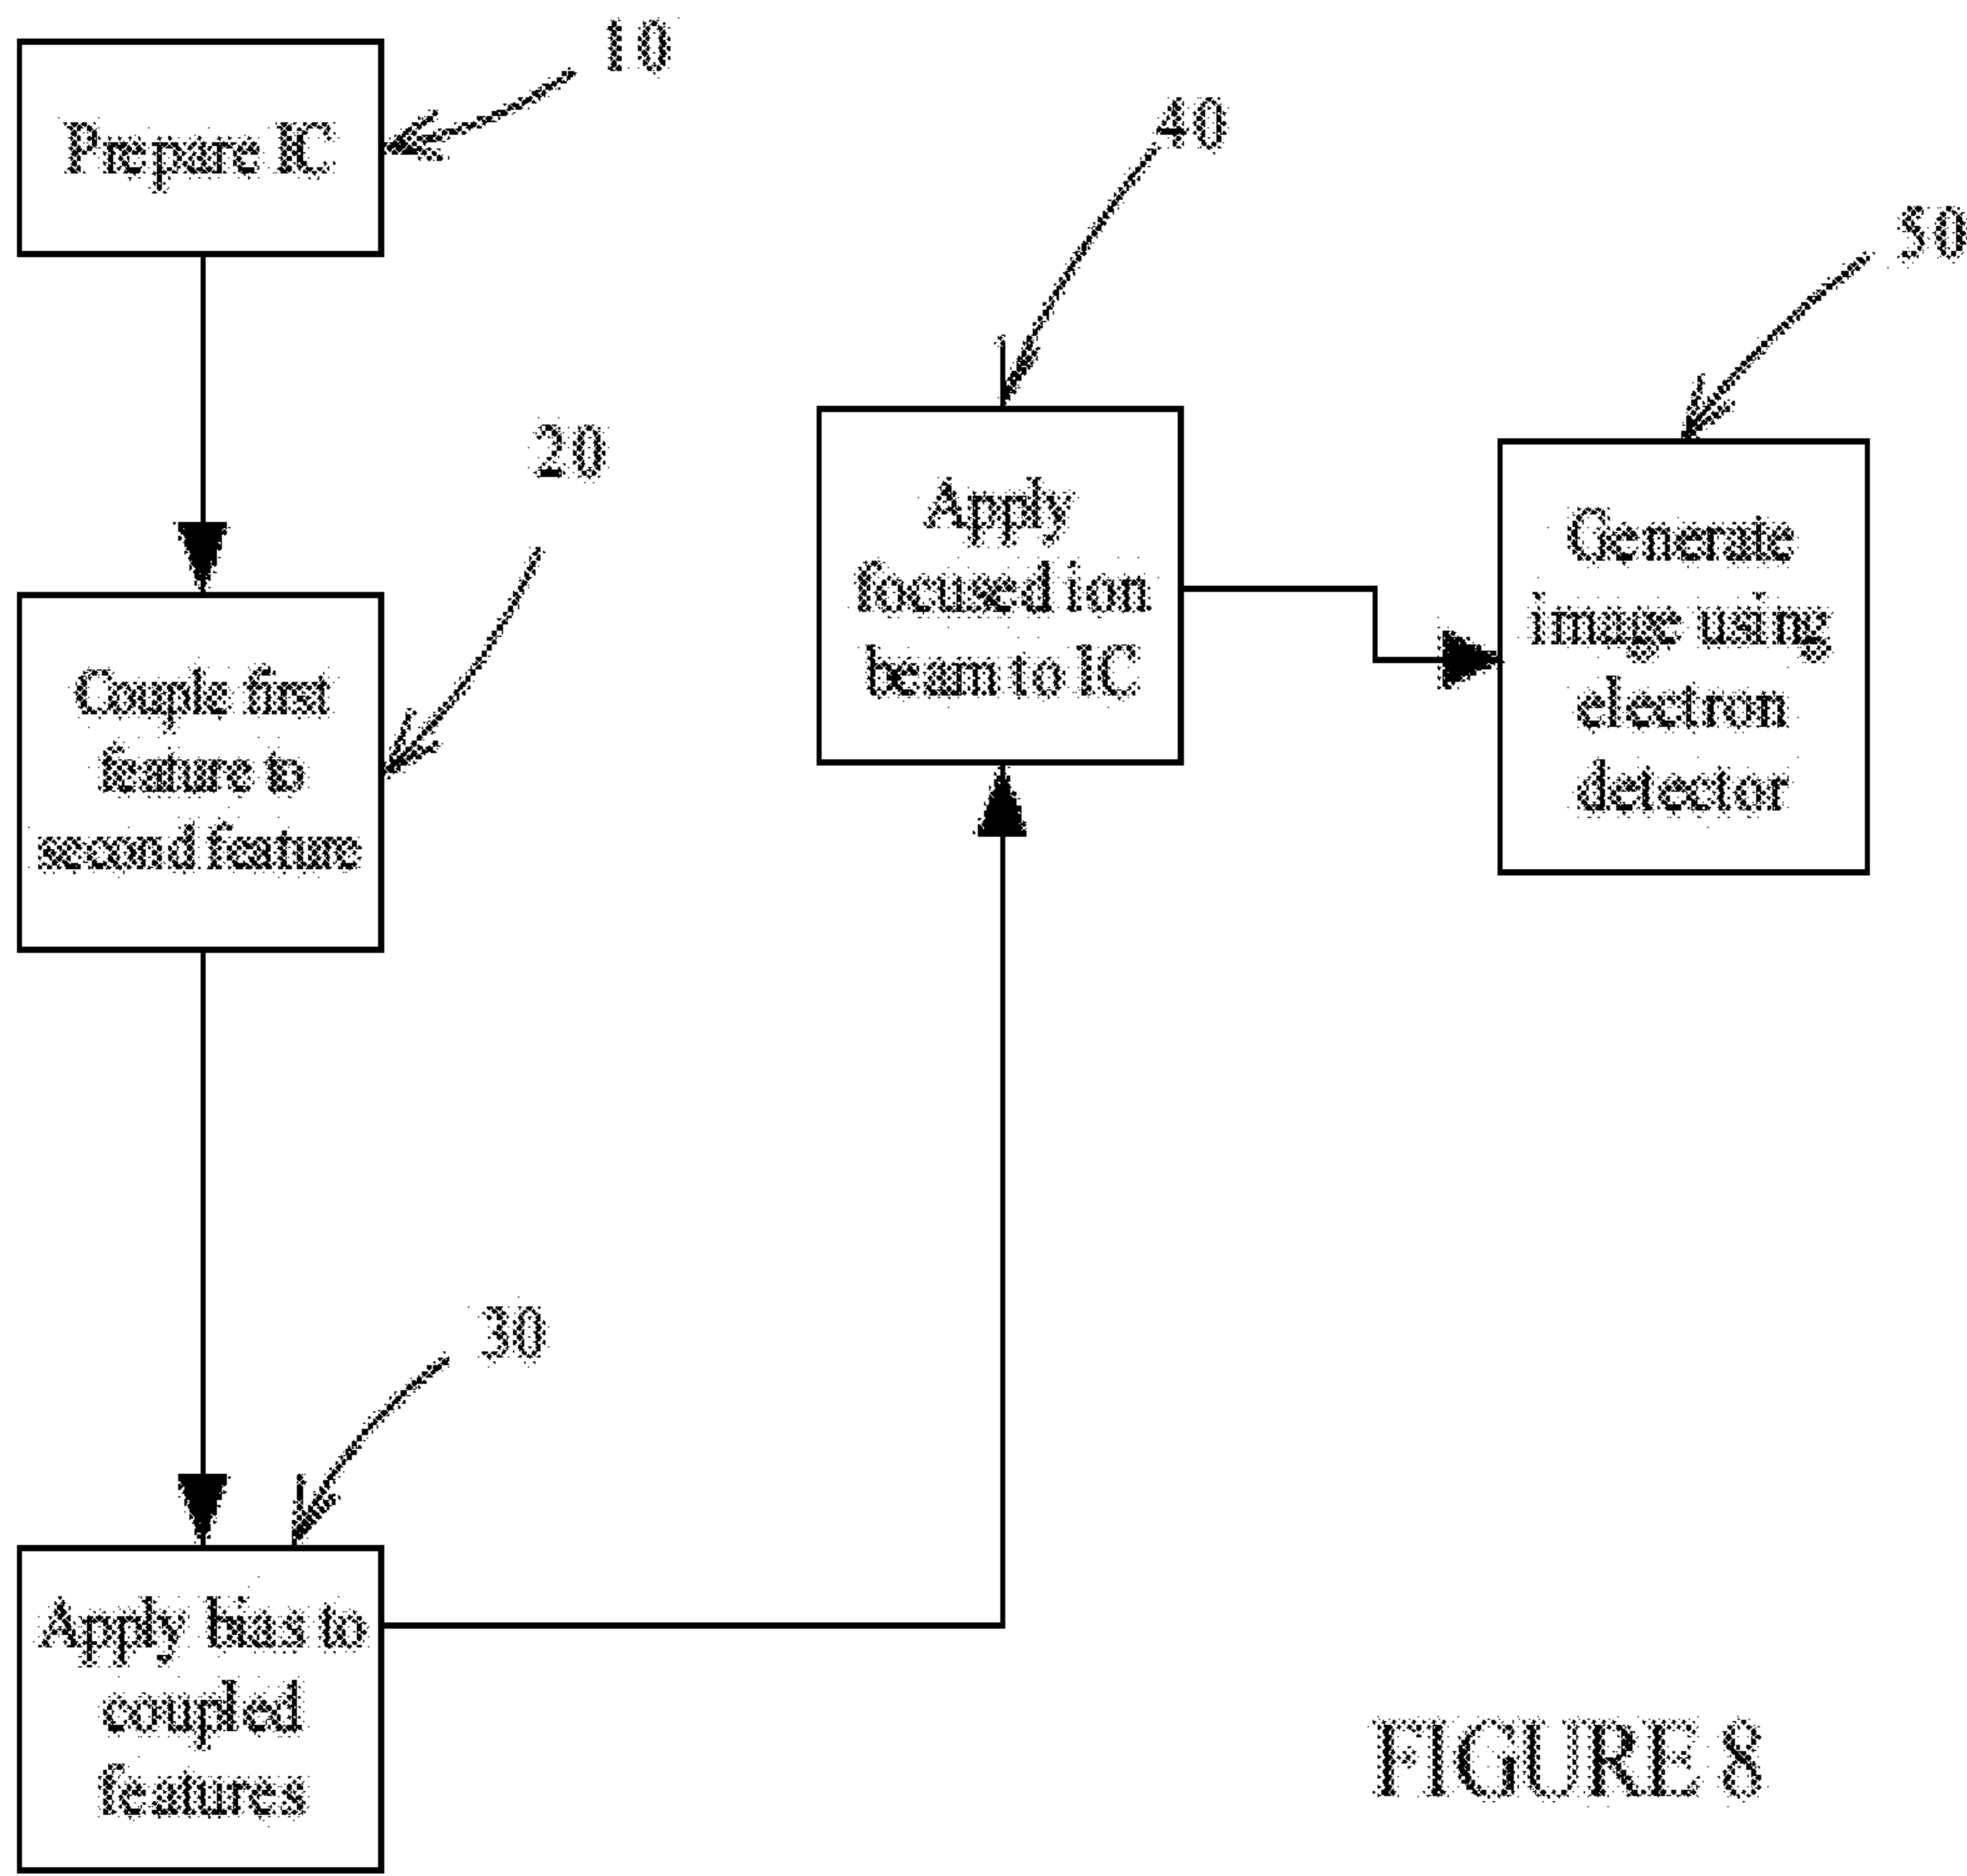 10
Prepare IC
20
Couple first
feature to
second feature
30
Apply bias to
coupled
features
40
Apply
focused ion
beam to IC
50
Generate
image using
electron
detector
FIGURE 8